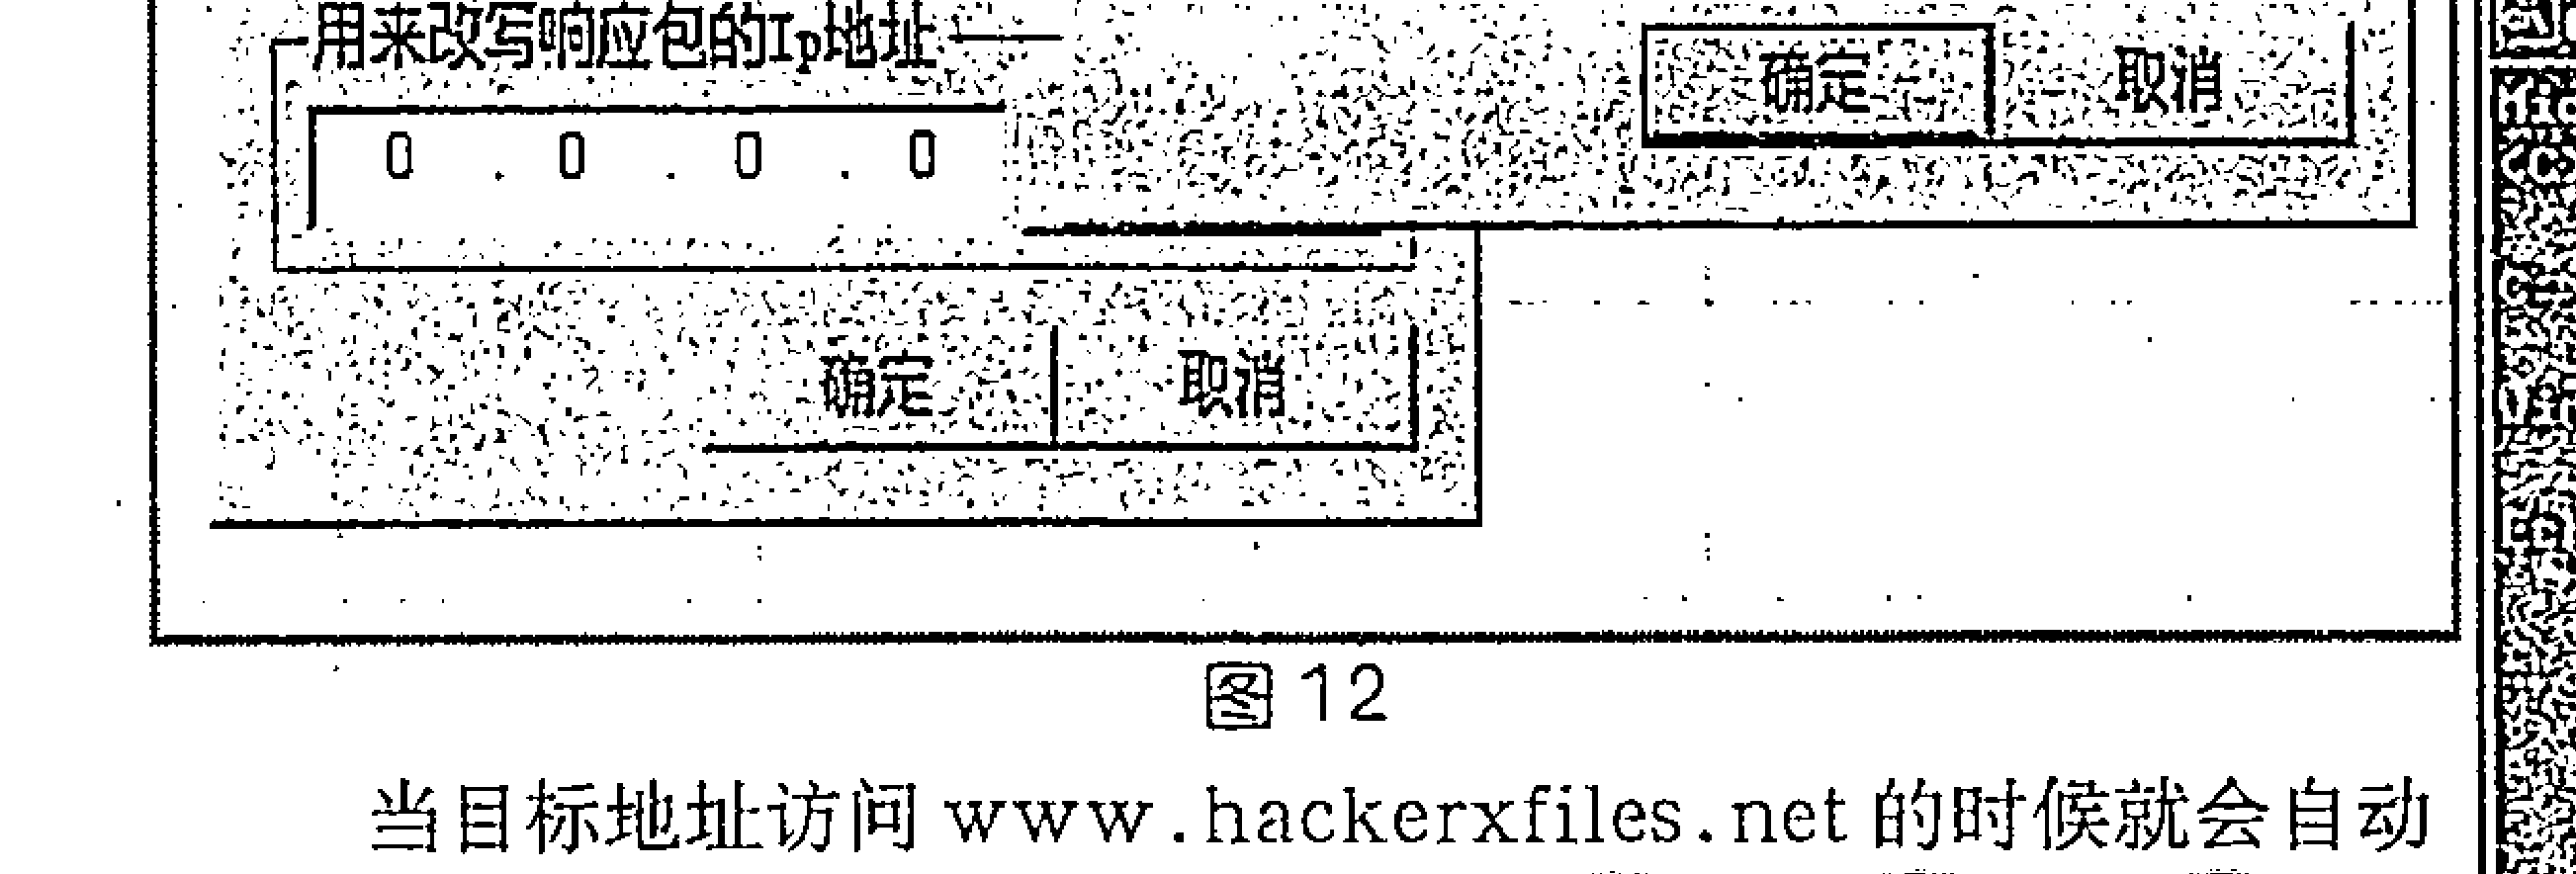 用来改写响应包的Ip地址
确定 取消
0 . 0 . 0 . 0
确定 取消
图12
当目标地址访问 www.hackerxfiles.net 的时候就会自动